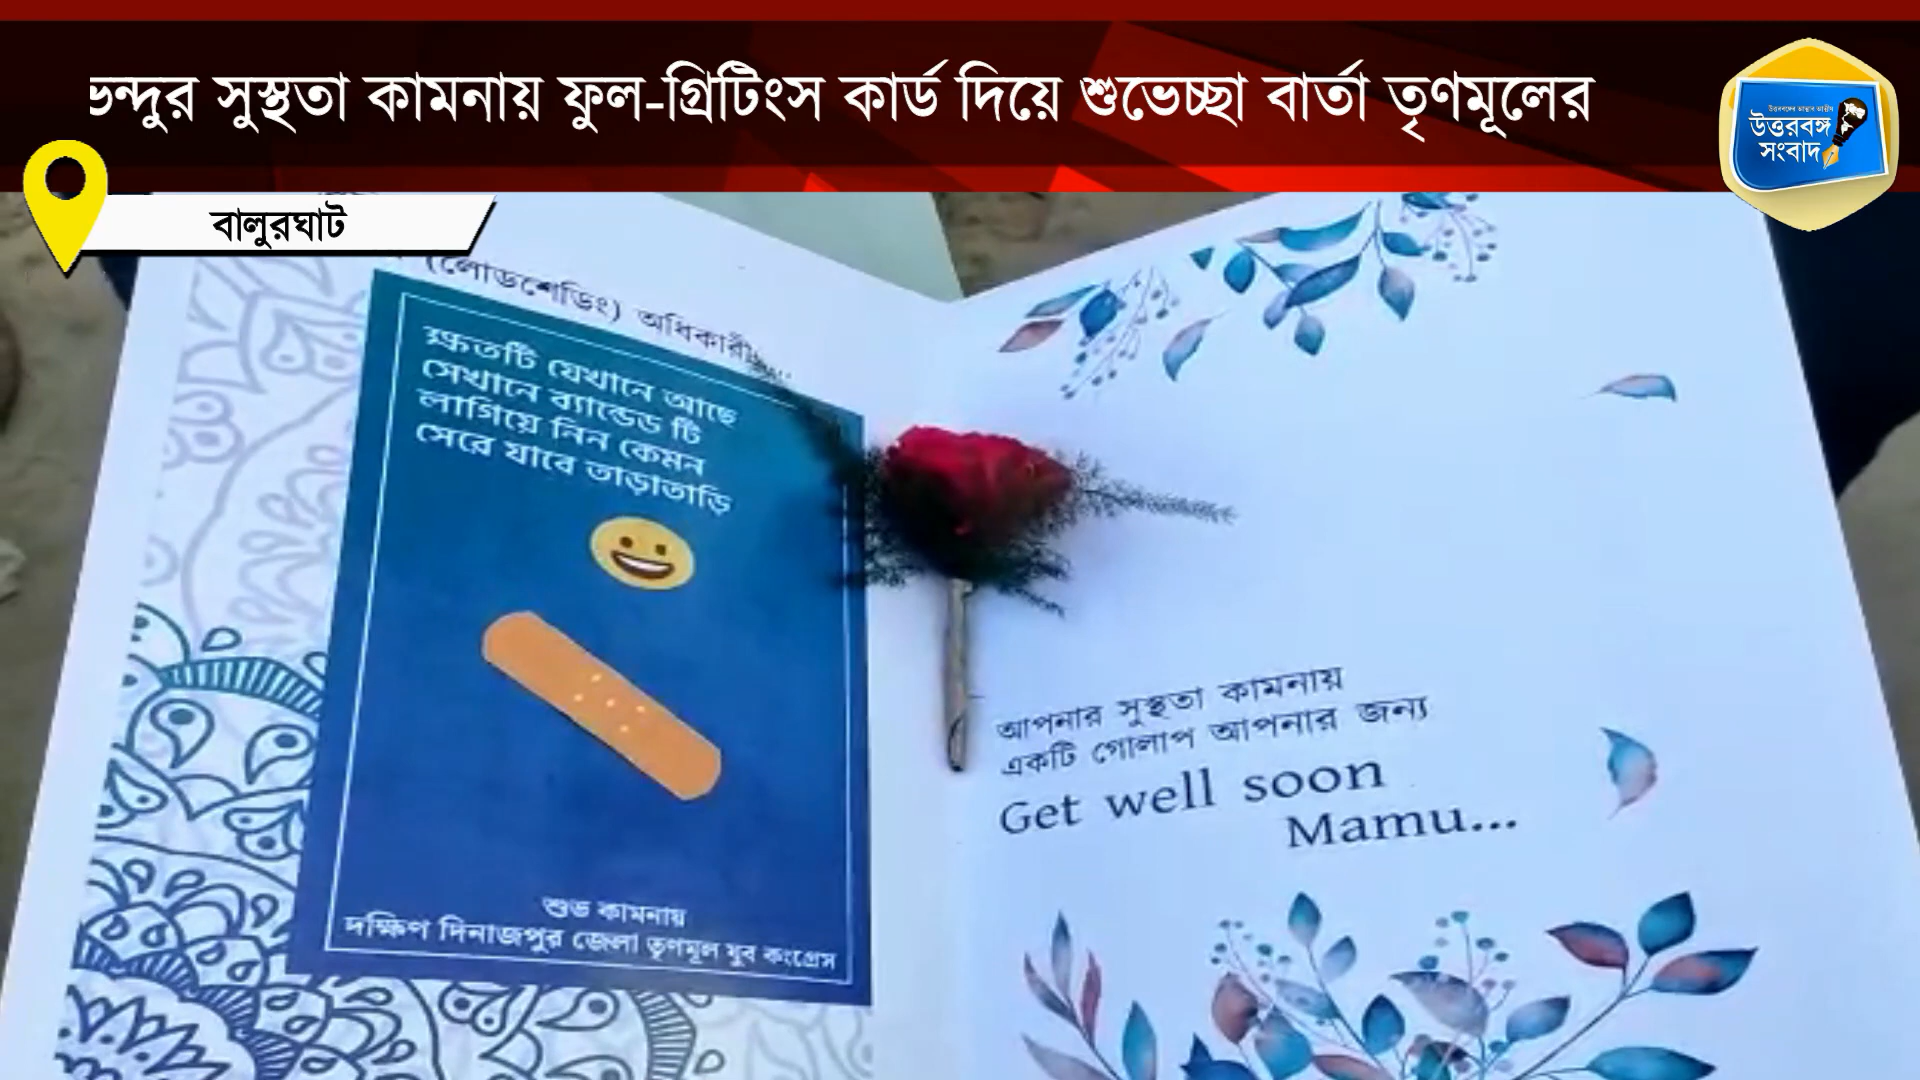 ভেন্দুর সুস্থতা কামনায় ফুল-গ্রিটিংস কার্ড দিয়ে শুভেচ্ছা বার্তা তৃণমূলের
উত্তরবঙ্গ
সংবাদ
বালুরঘাট
(লোডশেডিং) অধিকারী
ক্ষতটি যেখানে আছে
সেখানে ব্যান্ডেড টি
লাগিয়ে নিন কেমন
সেরে যাবে তাড়াতাড়ি
শুভ কামনায়
দক্ষিণ দিনাজপুর জেলা তৃণমূল যুব কংগ্রেস
আপনার সুস্থতা কামনায়
একটি গোলাপ আপনার জন্য
Get well soon
Mamu...